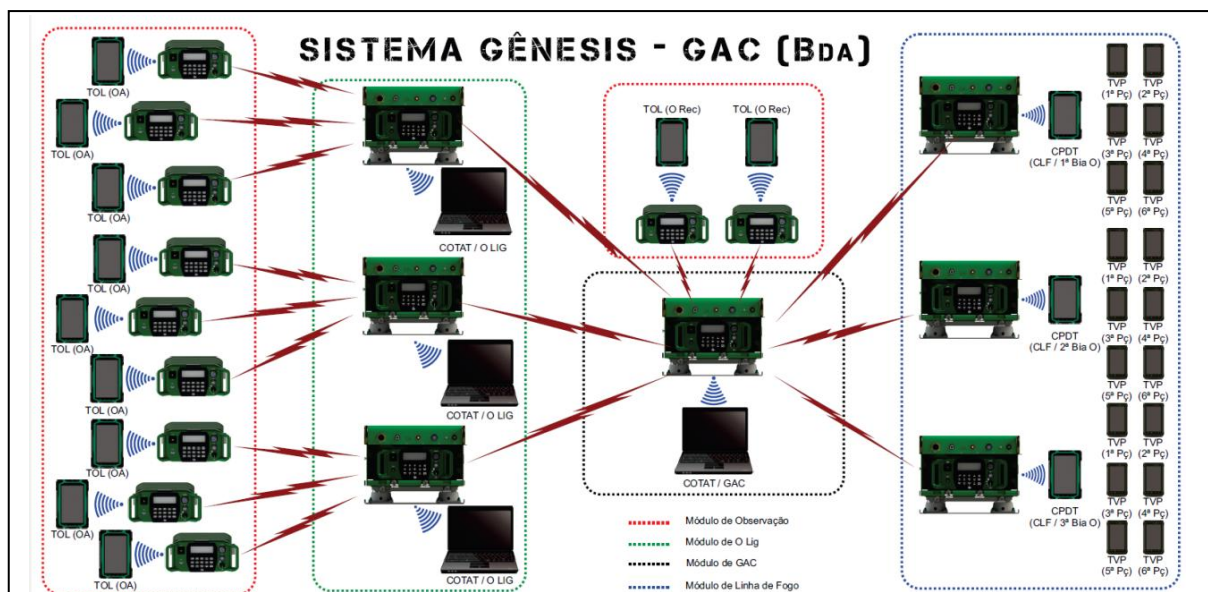 SISTEMA GÊNESIS - GAC (BDA)
TOL (OA)
TOL (OA)
TOL (OA)
TOL (OA)
TOL (OA)
TOL (OA)
TOL (OA)
TOL (OA)
TOL (OA)
COTAT / O LIG
COTAT / O LIG
COTAT / O LIG
TOL (O Rec)
TOL (O Rec)
COTAT / GAC
Módulo de Observação
Módulo de O Lig
Módulo de GAC
Módulo de Linha de Fogo
CPDT
(CLF / 1ª Bia O)
CPDT
(CLF / 2ª Bia O)
CPDT
(CLF / 3ª Bia O)
TVP
(1ª Pç)
TVP
(2ª Pç)
TVP
(3ª Pç)
TVP
(4ª Pç)
TVP
(5ª Pç)
TVP
(6ª Pç)
TVP
(1ª Pç)
TVP
(2ª Pç)
TVP
(3ª Pç)
TVP
(4ª Pç)
TVP
(5ª Pç)
TVP
(6ª Pç)
TVP
(1ª Pç)
TVP
(2ª Pç)
TVP
(3ª Pç)
TVP
(4ª Pç)
TVP
(5ª Pç)
TVP
(6ª Pç)